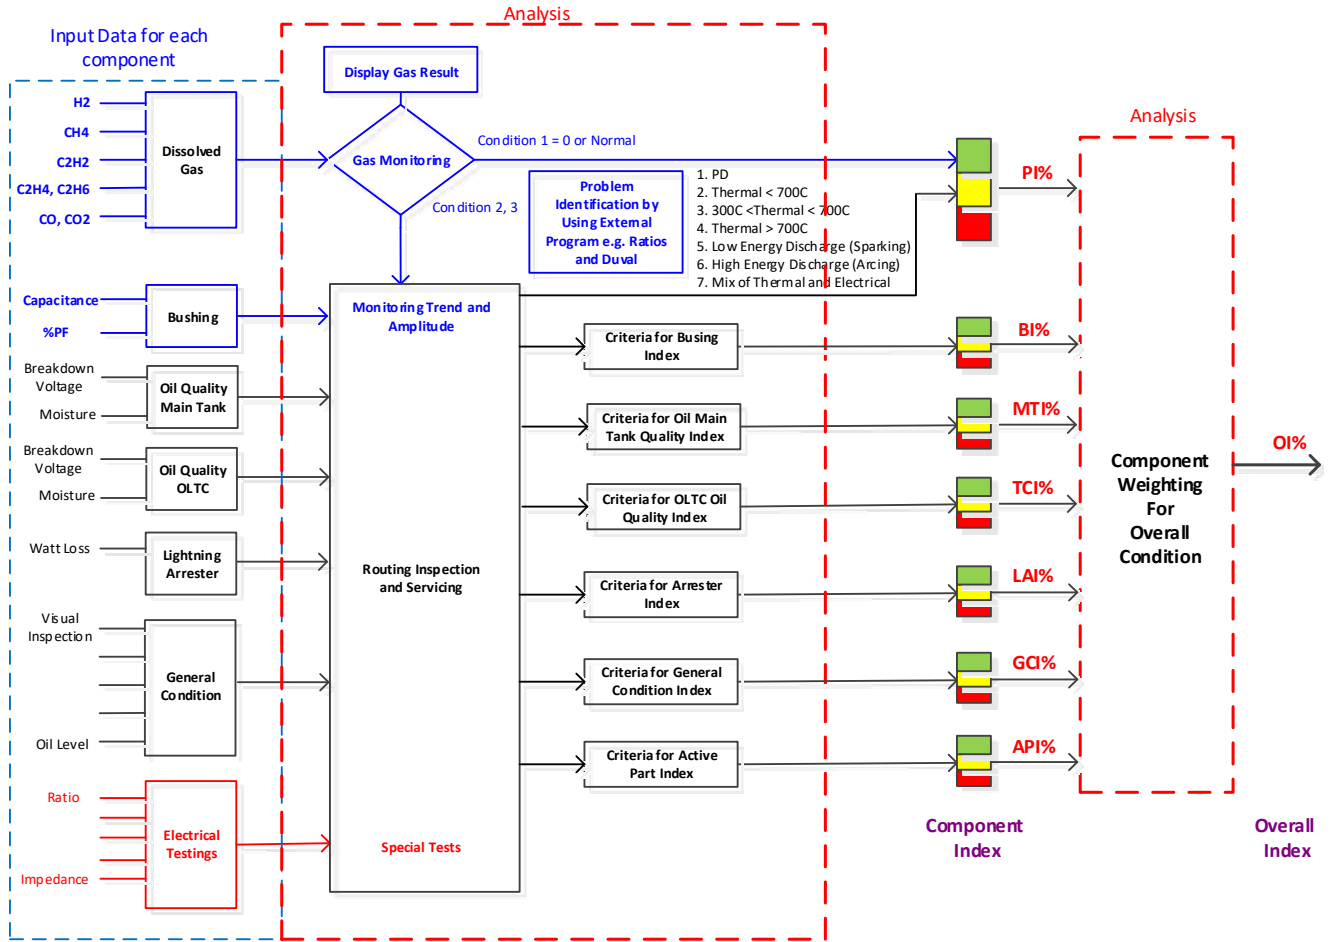 Analysis
Input Data for each
component
Display Gas Result
H2
CH4
C2H2
C2H4, C2H6
CO, CO2
Dissolved
Gas
Gas Monitoring
Condition 1 = 0 or Normal
Condition 2, 3
Problem
Identification by
Using External
Program e.g. Ratios
and Duval
1. PD
2. Thermal < 700C
3. 300C <Thermal < 700C
4. Thermal > 700C
5. Low Energy Discharge (Sparking)
6. High Energy Discharge (Arcing)
7. Mix of Thermal and Electrical
Analysis
PI%
Capacitance
%PF
Bushing
Monitoring Trend and
Amplitude
Criteria for Busing
Index
BI%
Breakdown
Voltage
Moisture
Oil Quality
Main Tank
Criteria for Oil Main
Tank Quality Index
MTI%
Breakdown
Voltage
Moisture
Oil Quality
OLTC
Criteria for OLTC Oil
Quality Index
TCI%
Component
Weighting
For
Overall
Condition
OI%
Watt Loss
Lightning
Arrester
Routing Inspection
and Servicing
Criteria for Arrester
Index
LAI%
Visual
Inspection
Oil Level
General
Condition
Criteria for General
Condition Index
GCI%
Criteria for Active
Part Index
API%
Ratio
Impedance
Electrical
Testings
Special Tests
Component
Index
Overall
Index